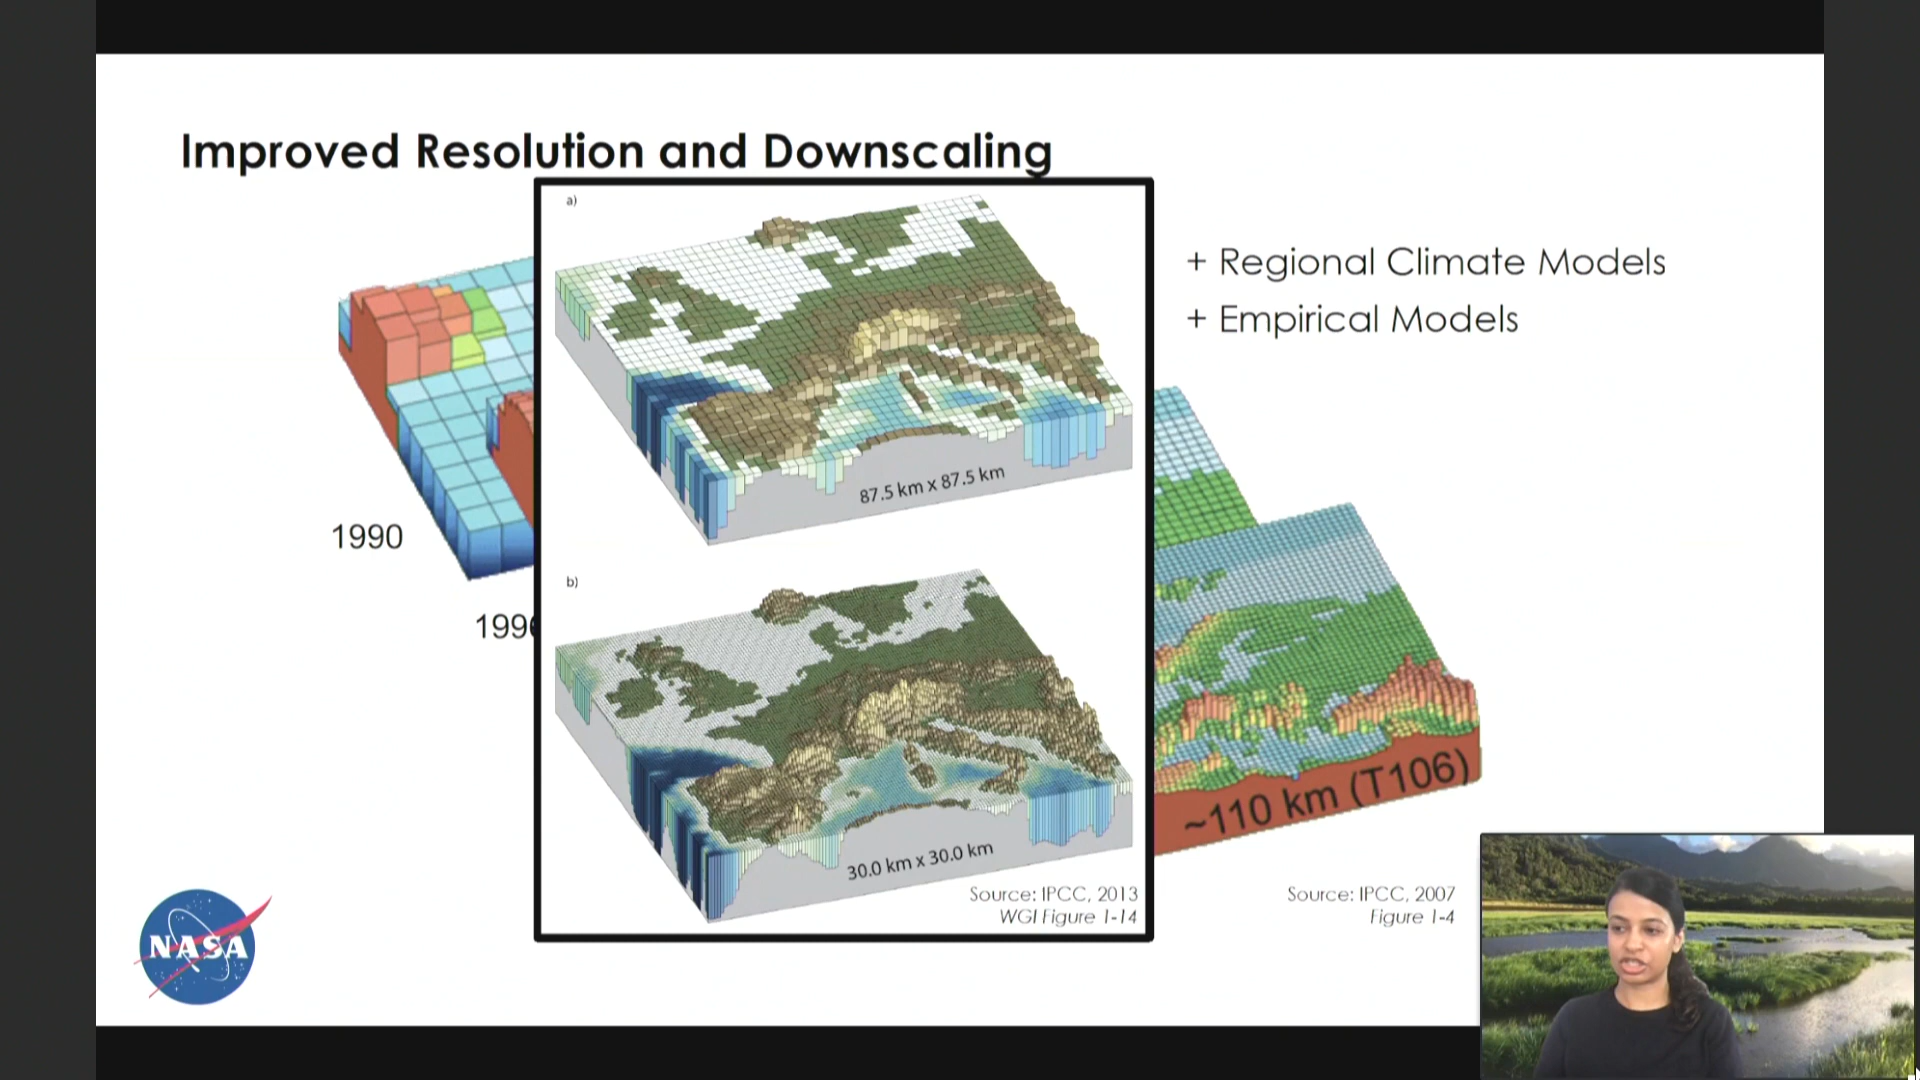 Improved Resolution and Downscaling
a)
+ Regional Climate Models
+ Empirical Models
87.5 km x 87.5 km
1990
b)
199
~110 km (T106)
30.0 km x 30.0 km
Source: IPCC, 2013
WGI Figure 1-14
Source: IPCC, 2007
Figure 1-4
NASA